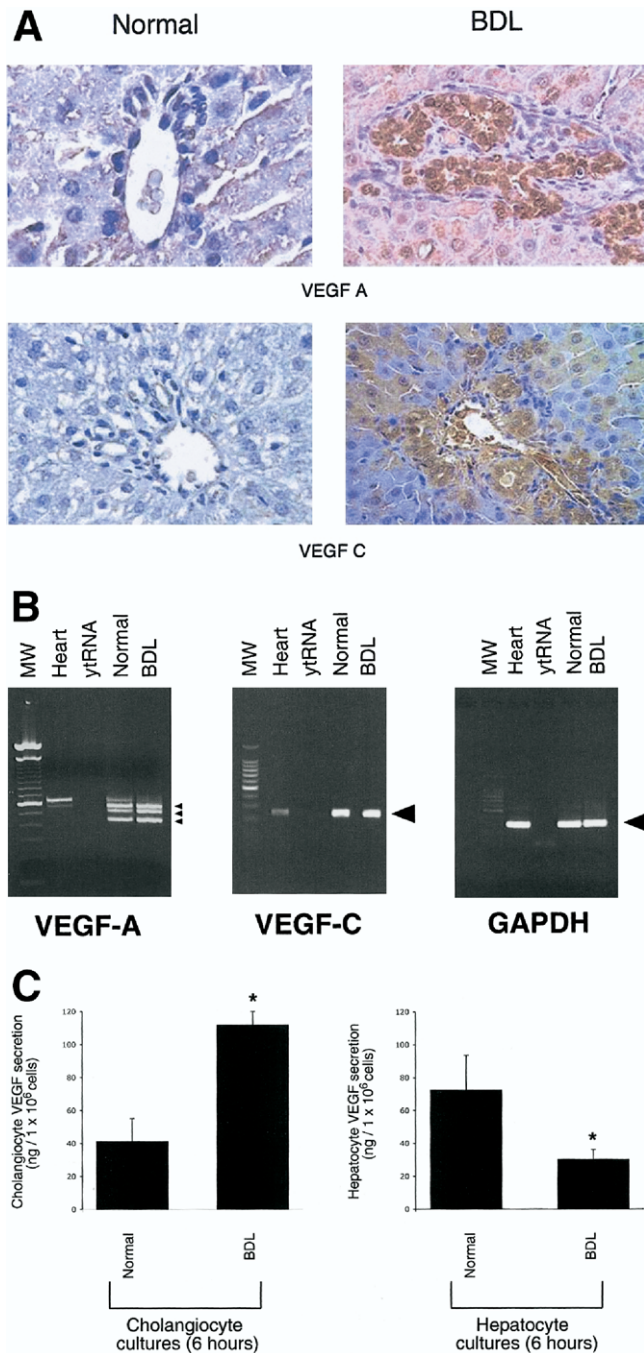 A
Normal
BDL
VEGF A
VEGF C
B
MW
Heart
ytRNA
Normal
BDL
MW
Heart
ytRNA
Normal
BDL
MW
Heart
ytRNA
Normal
BDL
VEGF-A
VEGF-C
GAPDH
C
Cholangiocyte VEGF secretion
(ng / 1 x 10⁶ cells)
120
100
80
60
40
20
0
*
Normal
BDL
Cholangiocyte
cultures (6 hours)
Hepatocyte VEGF secretion
(ng / 1 x 10⁶ cells)
120
100
80
60
40
20
0
*
Normal
BDL
Hepatocyte
cultures (6 hours)